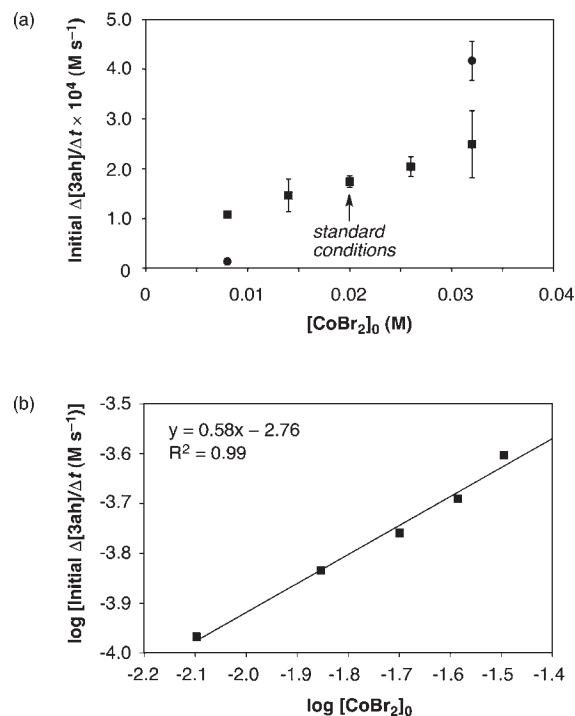 (a)
Initial Δ[3ah]/Δt × 10⁴ (M s⁻¹)
5.0
4.0
3.0
2.0
1.0
0
standard
conditions
0
0.01
0.02
0.03
0.04
[CoBr₂]₀ (M)
(b)
log [Initial Δ[3ah]/Δt (M s⁻¹)]
-3.5
-3.6
-3.7
-3.8
-3.9
-4.0
y = 0.58x – 2.76
R² = 0.99
-2.2
-2.1
-2.0
-1.9
-1.8
-1.7
-1.6
-1.5
-1.4
log [CoBr₂]₀